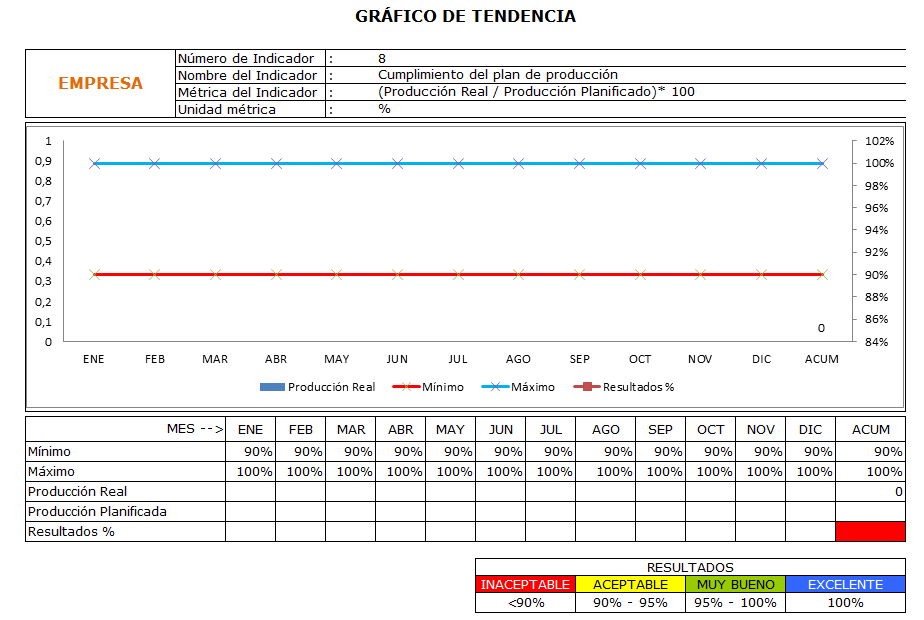 GRÁFICO DE TENDENCIA
EMPRESA
Número de Indicador : 8
Nombre del Indicador : Cumplimiento del plan de producción
Métrica del Indicador : (Producción Real / Producción Planificado)* 100
Unidad métrica : %
1 102%
0,9 100%
0,8 98%
0,7 96%
0,6 94%
0,5 92%
0,4 90%
0,3 88%
0,2 86%
0,1 84%
0
0
ENE FEB MAR ABR MAY JUN JUL AGO SEP OCT NOV DIC ACUM
Producción Real Mínimo Máximo Resultados %
MES --> ENE FEB MAR ABR MAY JUN JUL AGO SEP OCT NOV DIC ACUM
Mínimo 90% 90% 90% 90% 90% 90% 90% 90% 90% 90% 90% 90% 90%
Máximo 100% 100% 100% 100% 100% 100% 100% 100% 100% 100% 100% 100% 100%
Producción Real 0
Producción Planificada
Resultados %
RESULTADOS
INACEPTABLE ACEPTABLE MUY BUENO EXCELENTE
<90% 90% - 95% 95% - 100% 100%